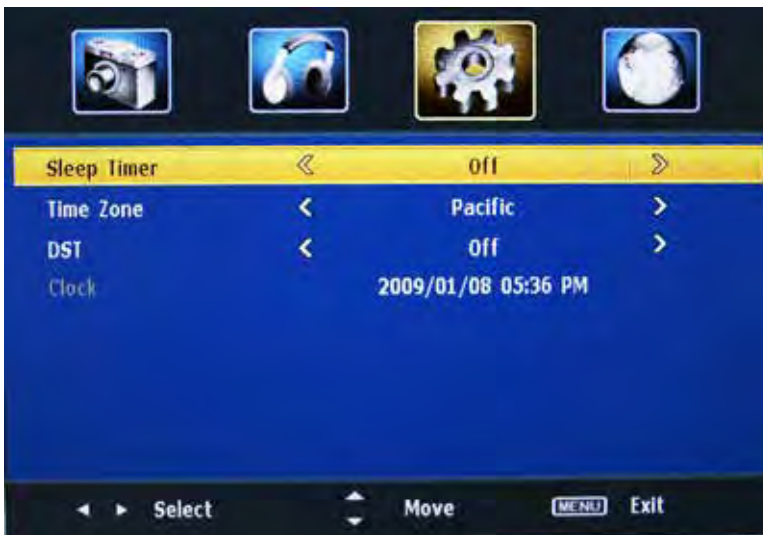 Sleep Timer Off
Time Zone Pacific
DST Off
Clock 2009/01/08 05:36 PM
Select Move MENU Exit